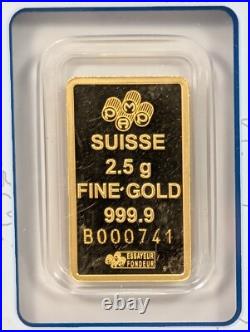 PAMP
SUISSE
2.5 g
FINE GOLD
999.9
B000741
ESSAYEUR
FONDEUR